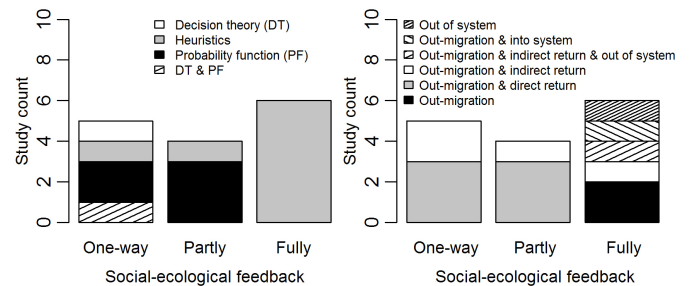 Study count
0
2
4
6
8
10
Decision theory (DT)
Heuristics
Probability function (PF)
DT & PF
One-way
Partly
Fully
Social-ecological feedback
Study count
0
2
4
6
8
10
Out of system
Out-migration & into system
Out-migration & indirect return & out of system
Out-migration & indirect return
Out-migration & direct return
Out-migration
One-way
Partly
Fully
Social-ecological feedback